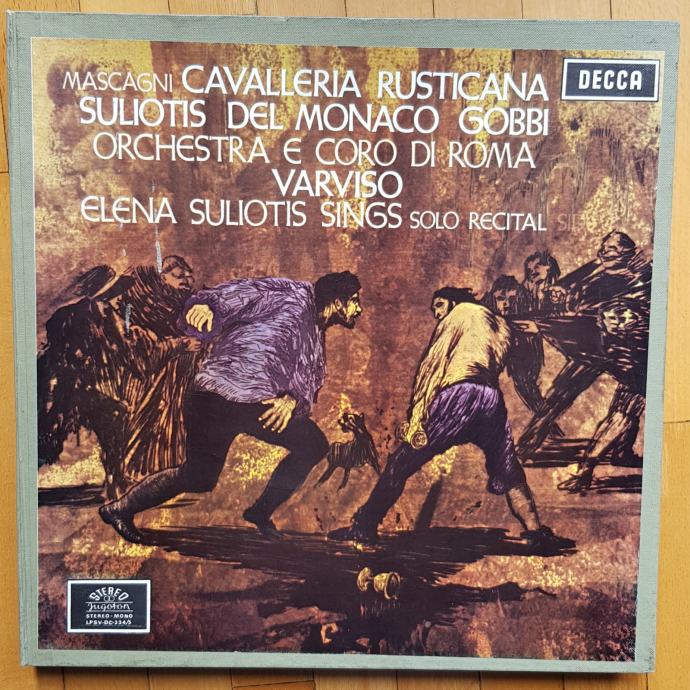 MASCAGNI CAVALLERIA RUSTICANA
DECCA
SULIOTIS DEL MONACO GOBBI
ORCHESTRA E CORO DI ROMA
VARVISO
ELENA SULIOTIS SINGS SOLO RECITAL
STEREO
Jugoton
STEREO-MONO
LPSV-DC-334/5